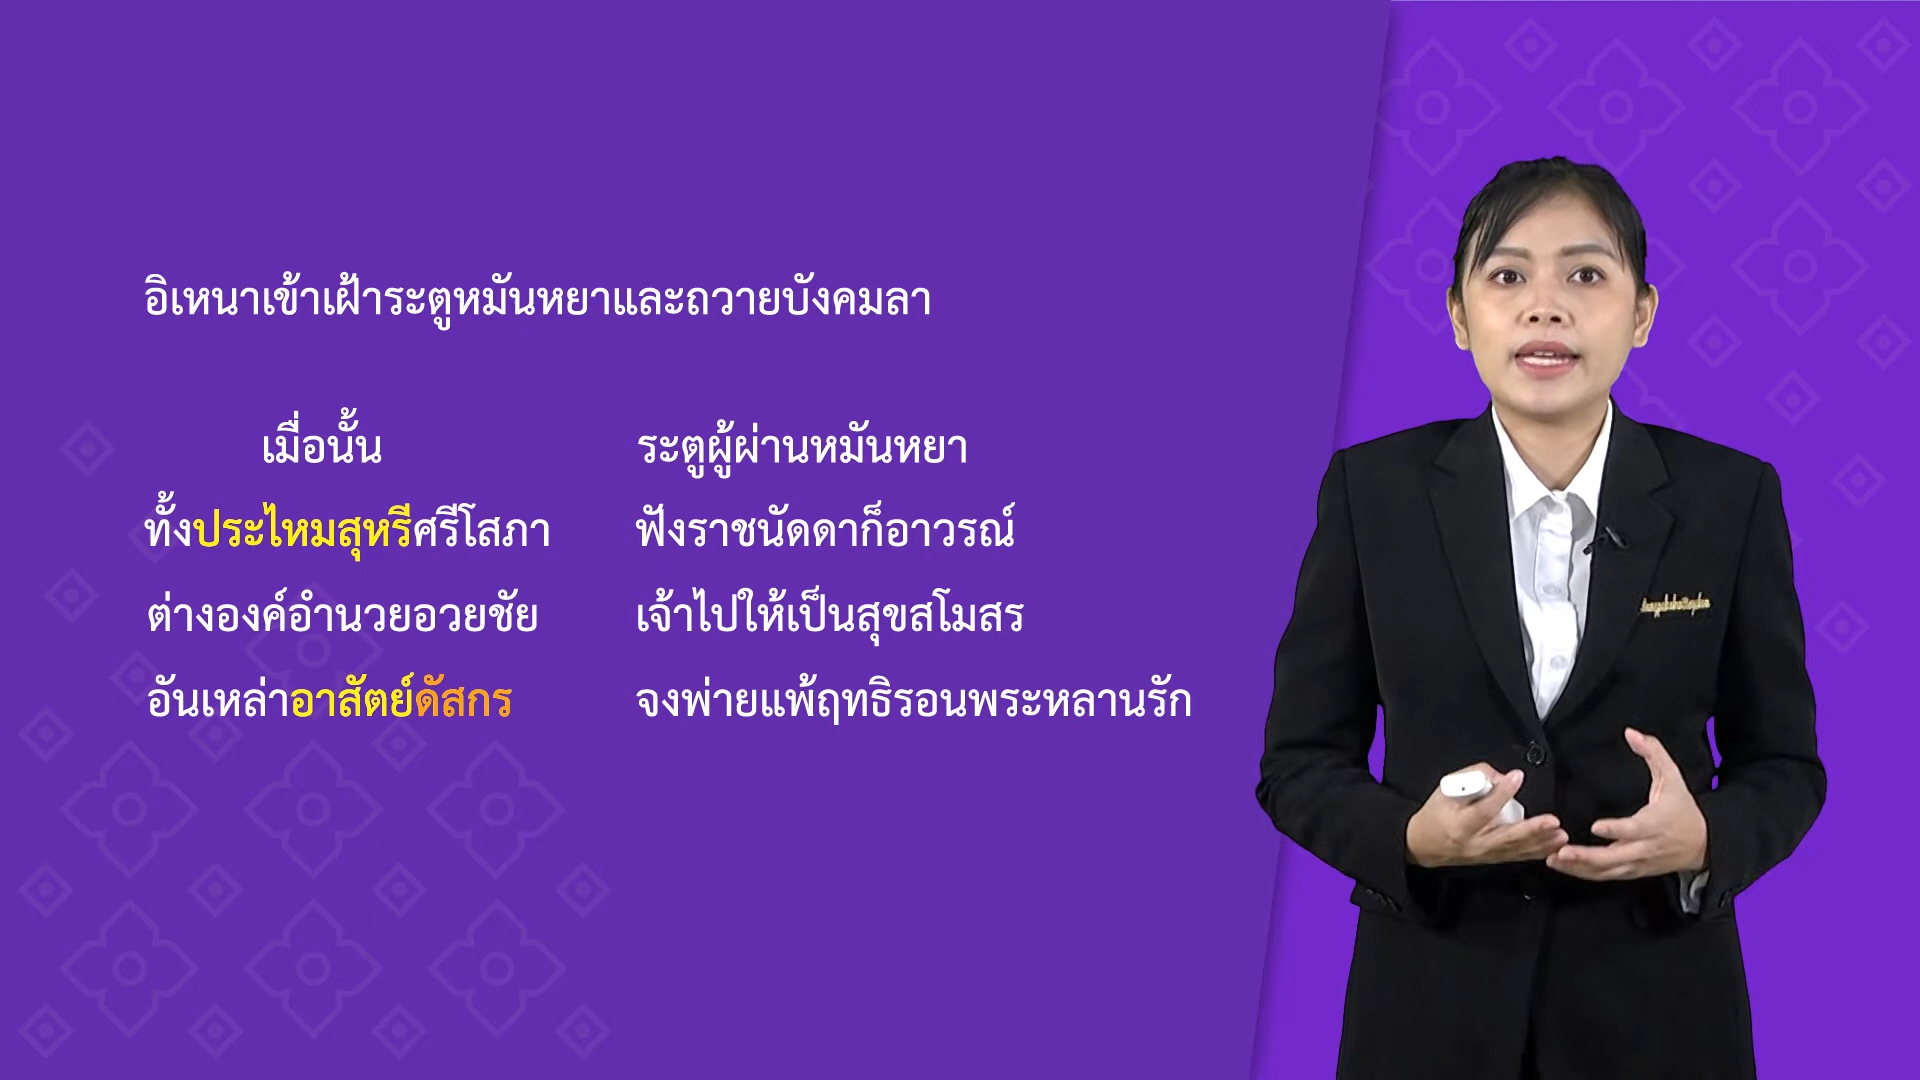 อิเหนาเข้าเฝ้าระตูหมันหยาและถวายบังคมลา
เมื่อนั้น ระตูผู้ผ่านหมันหยา
ทั้งประไหมสุหรีศรีโสภา ฟังราชนัดดาก็อาวรณ์
ต่างองค์อำนวยอวยชัย เจ้าไปให้เป็นสุขสโมสร
อันเหล่าอาสัตย์ดัสกร จงพ่ายแพ้ฤทธิรอนพระหลานรัก